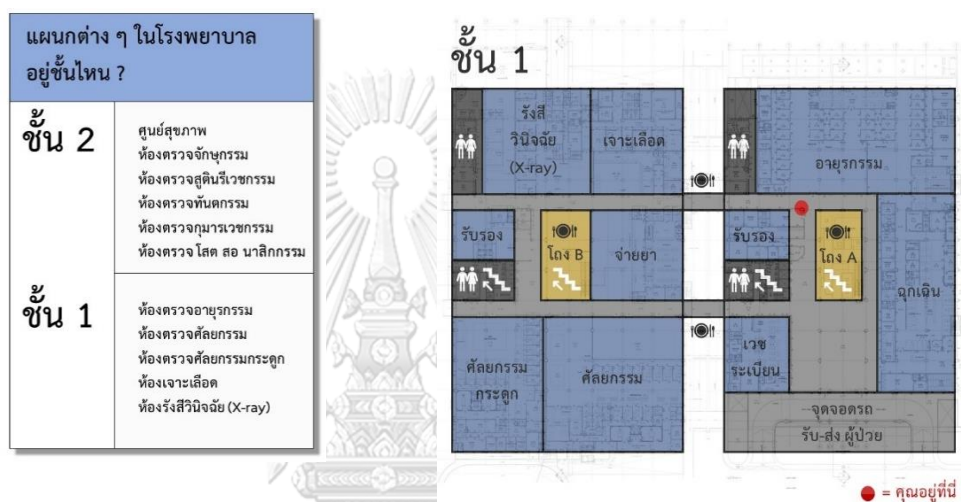 แผนกต่าง ๆ ในโรงพยาบาล
อยู่ชั้นไหน ?
ชั้น 2
ศูนย์สุขภาพ
ห้องตรวจจักษุกรรม
ห้องตรวจสูตินรีเวชกรรม
ห้องตรวจทันตกรรม
ห้องตรวจกุมารเวชกรรม
ห้องตรวจ โสต สอ นาสิกกรรม
ชั้น 1
ห้องตรวจอายุรกรรม
ห้องตรวจศัลยกรรม
ห้องตรวจศัลยกรรมกระดูก
ห้องเจาะเลือด
ห้องรังสีวินิจฉัย (X-ray)
ชั้น 1
รังสี
วินิจฉัย
(X-ray)
เจาะเลือด
อายุรกรรม
รับรอง
โถง B
จ่ายยา
รับรอง
โถง A
ฉุกเฉิน
ศัลยกรรม
กระดูก
ศัลยกรรม
เวช
ระเบียน
จุดจอดรถ
รับ-ส่ง ผู้ป่วย
= คุณอยู่ที่นี่